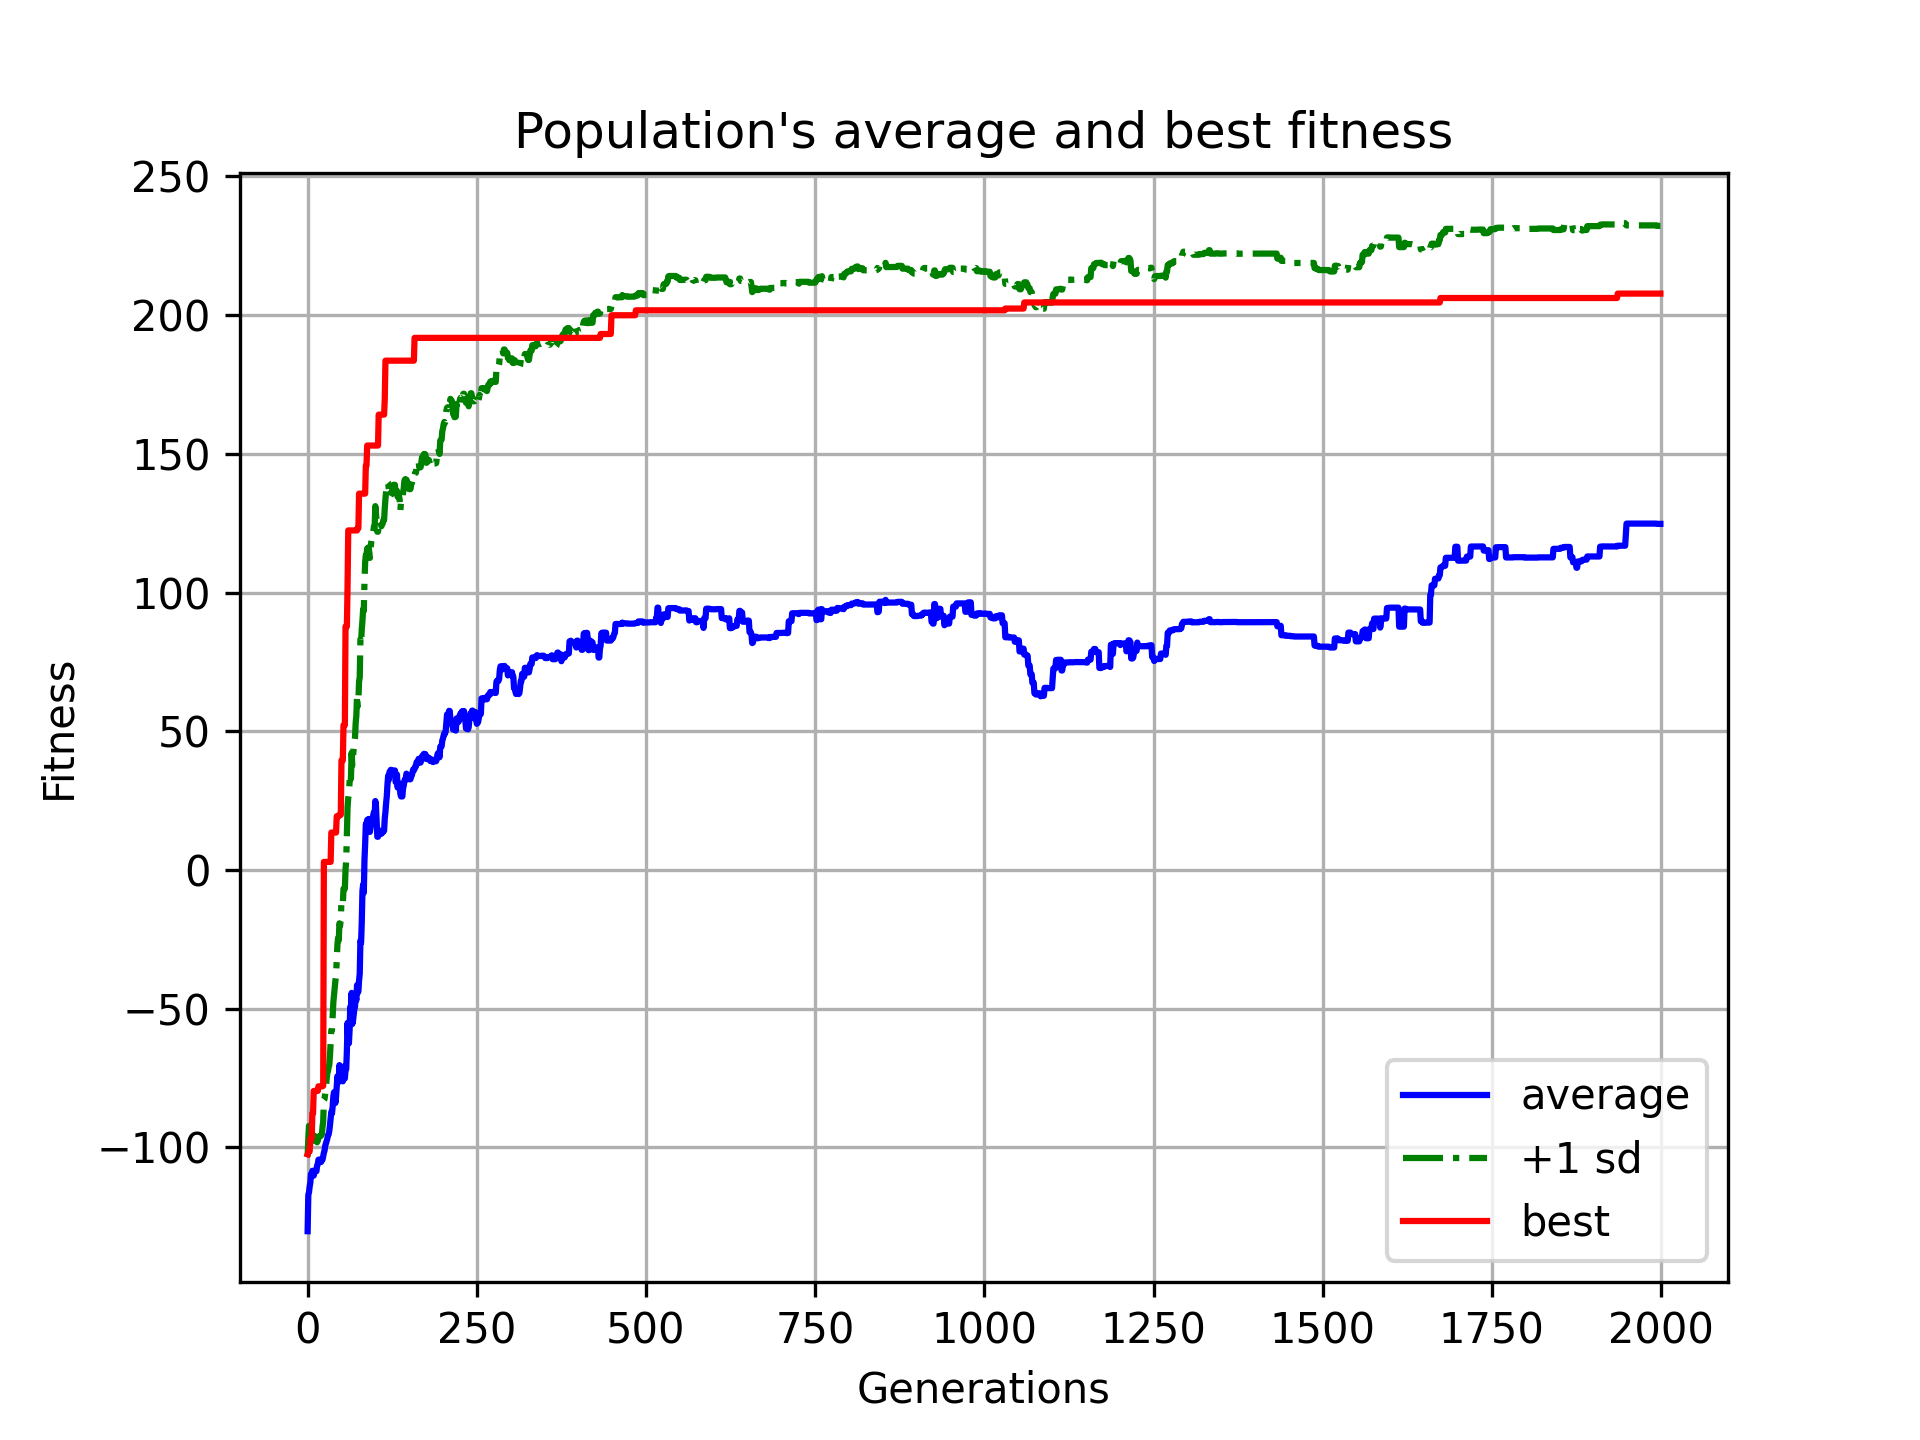 Population's average and best fitness
250
200
150
100
50
0
−50
−100
Fitness
0 250 500 750 1000 1250 1500 1750 2000
Generations
average
+1 sd
best